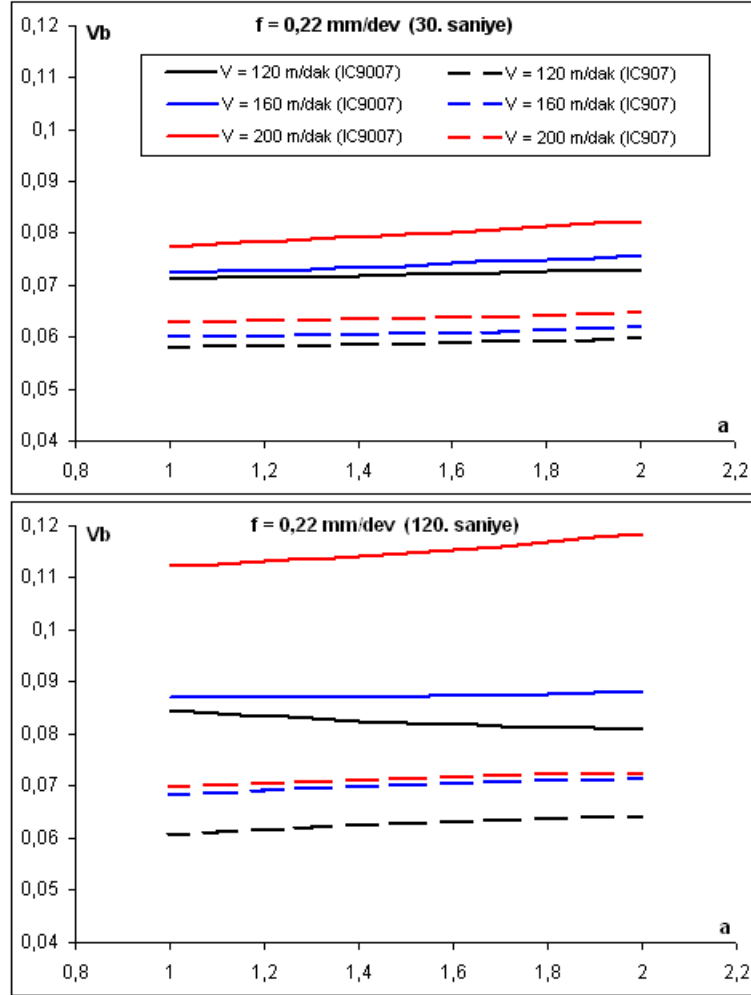 f = 0,22 mm/dev (30. saniye)
Vb
0,12
0,11
0,1
0,09
0,08
0,07
0,06
0,05
0,04
V = 120 m/dak (IC9007)
V = 120 m/dak (IC907)
V = 160 m/dak (IC9007)
V = 160 m/dak (IC907)
V = 200 m/dak (IC9007)
V = 200 m/dak (IC907)
a
0,8 1 1,2 1,4 1,6 1,8 2 2,2
f = 0,22 mm/dev (120. saniye)
Vb
0,12
0,11
0,1
0,09
0,08
0,07
0,06
0,05
0,04
a
0,8 1 1,2 1,4 1,6 1,8 2 2,2